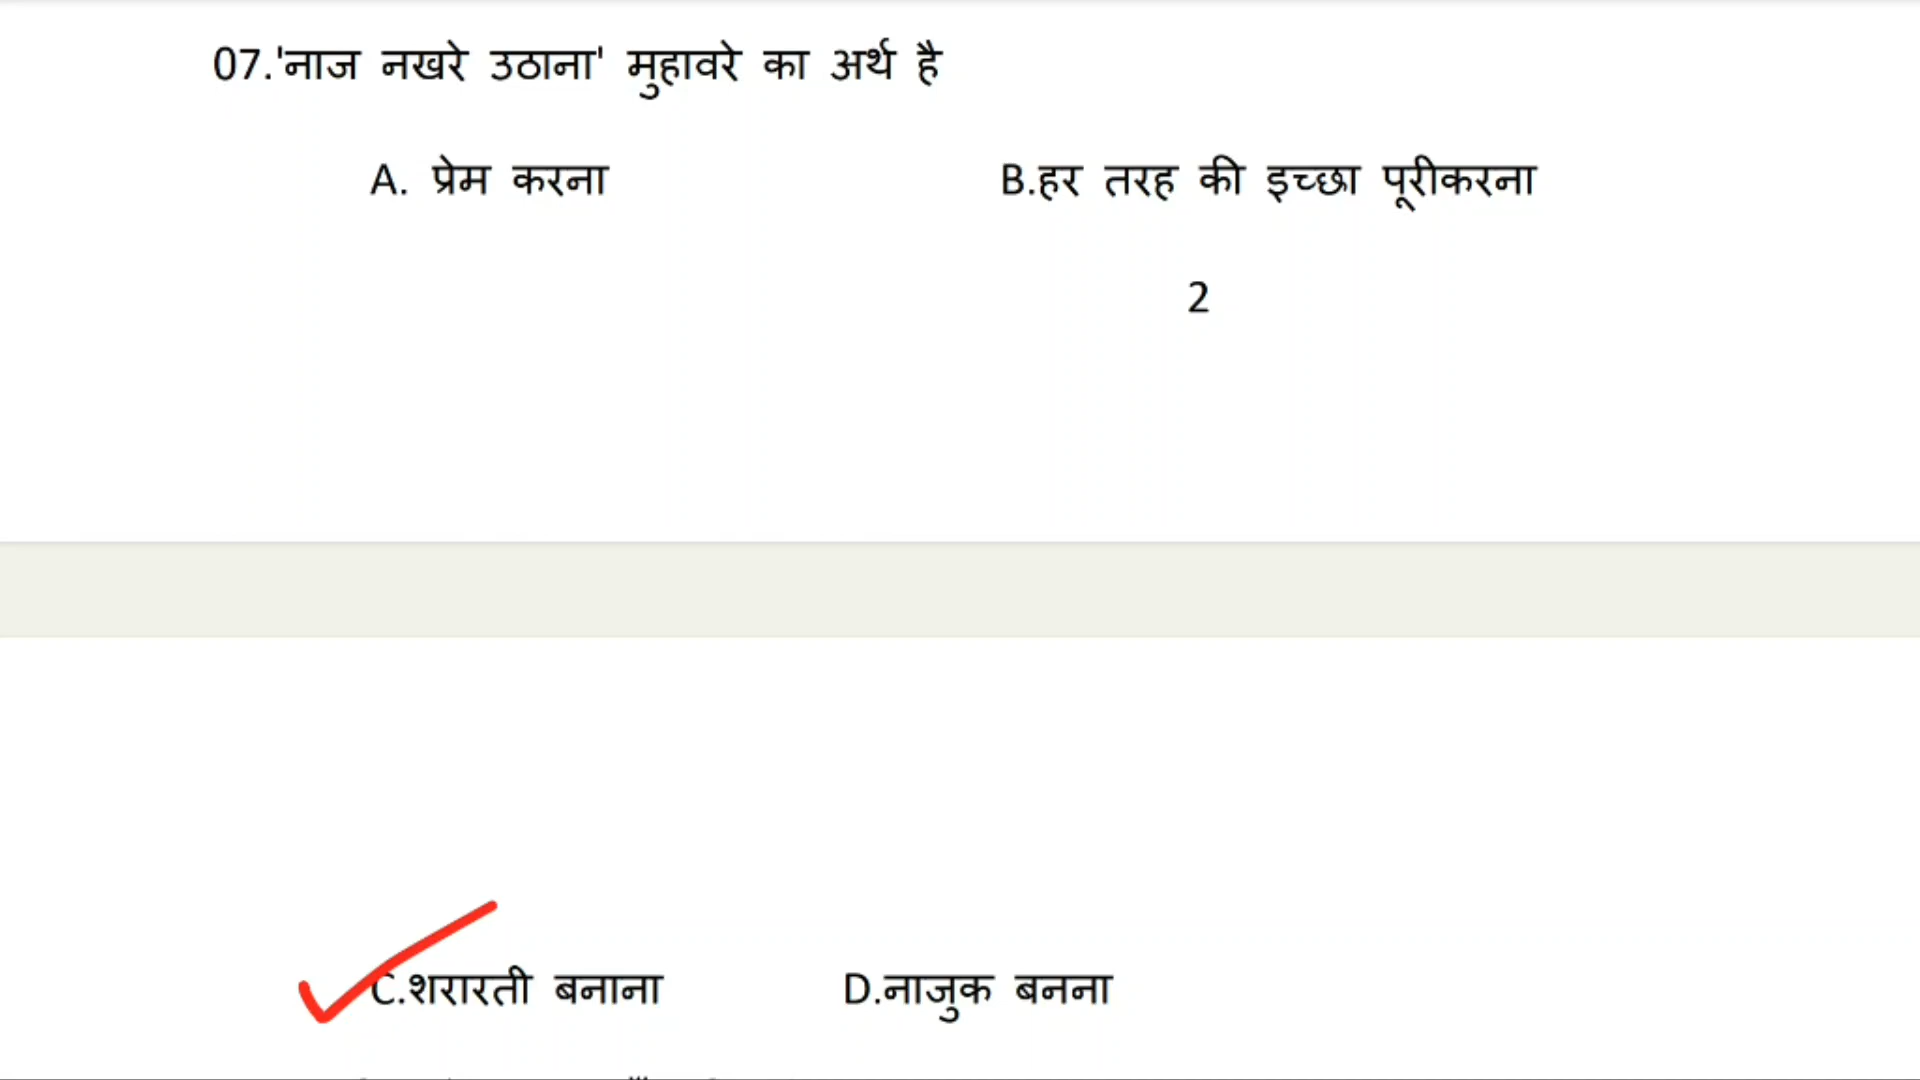 07.'नाज नखरे उठाना' मुहावरे का अर्थ है
A. प्रेम करना B.हर तरह की इच्छा पूरीकरना
2
C.शरारती बनाना D.नाजुक बनना